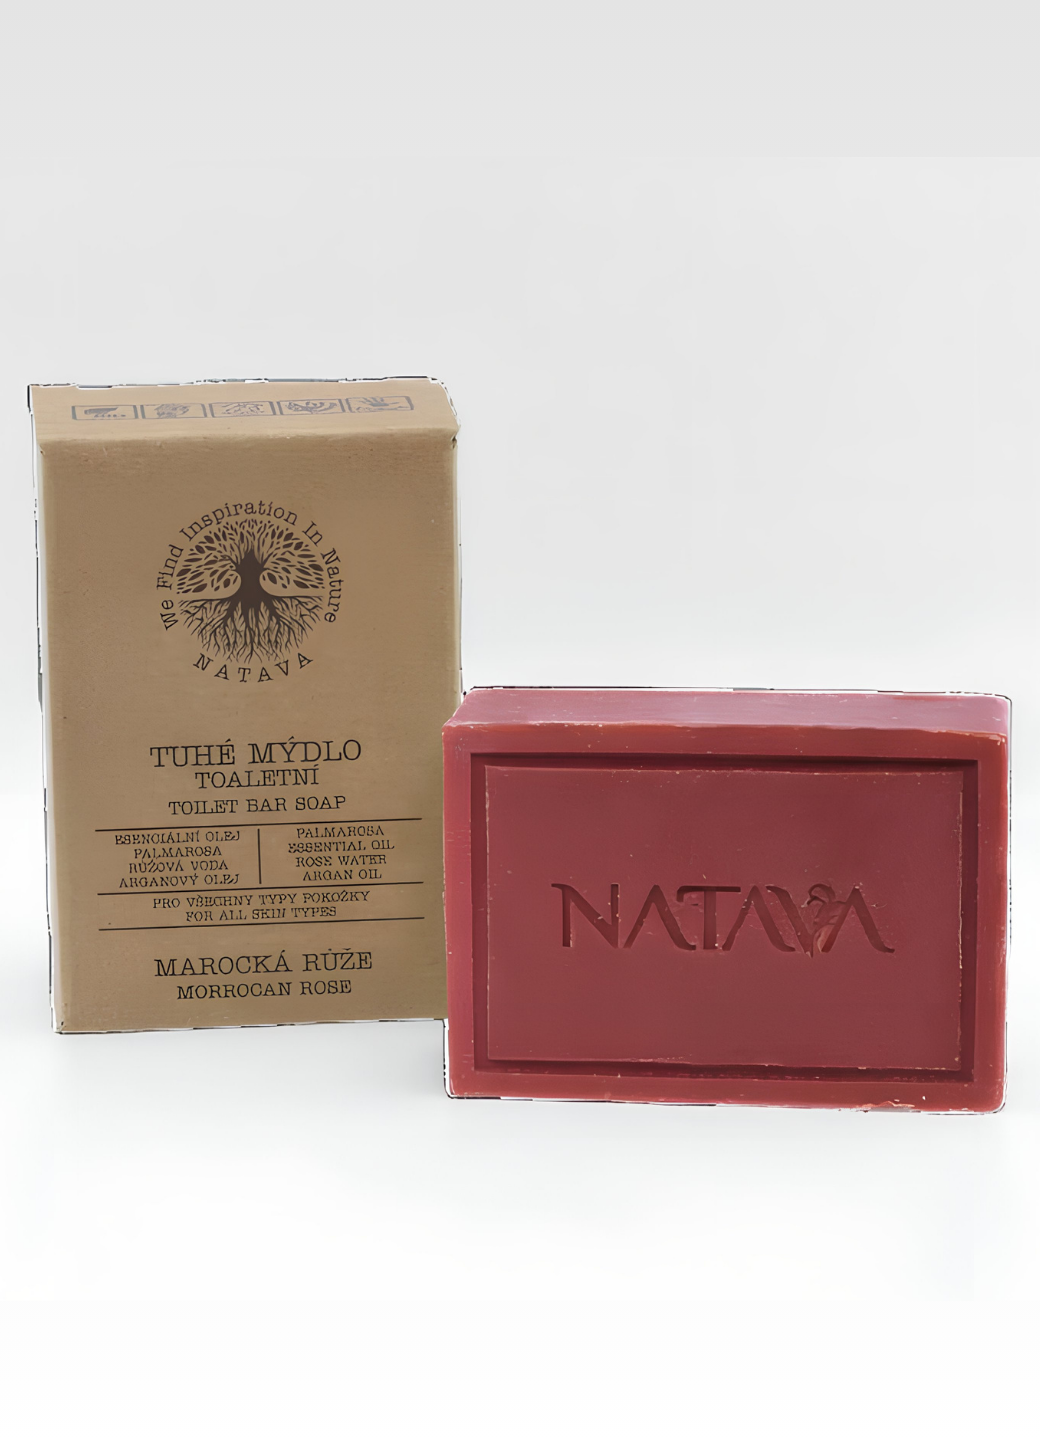 We Find Inspiration In Nature
NATAVA
TUHÉ MÝDLO
TOALETNÍ
TOILET BAR SOAP
ESENCIÁLNÍ OLEJ
PALMAROSA
RŮŽOVÁ VODA
ARGANOVÝ OLEJ
PALMAROSA
ESSENTIAL OIL
ROSE WATER
ARGAN OIL
PRO VŠECHNY TYPY POKOŽKY
FOR ALL SKIN TYPES
MAROCKÁ RŮŽE
MORROCAN ROSE
NATAVA